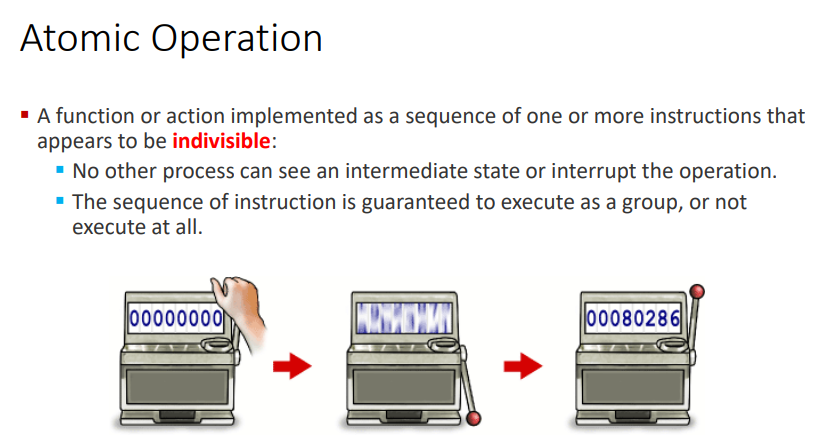 Atomic Operation
A function or action implemented as a sequence of one or more instructions that
appears to be indivisible:
No other process can see an intermediate state or interrupt the operation.
The sequence of instruction is guaranteed to execute as a group, or not
execute at all.
00000000
00080286